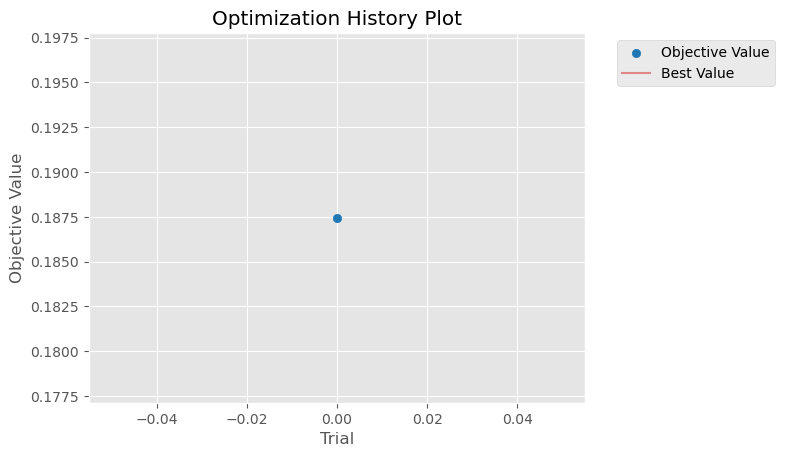 Optimization History Plot
Objective Value
Best Value
Objective Value
0.1975
0.1950
0.1925
0.1900
0.1875
0.1850
0.1825
0.1800
0.1775
−0.04 −0.02 0.00 0.02 0.04
Trial